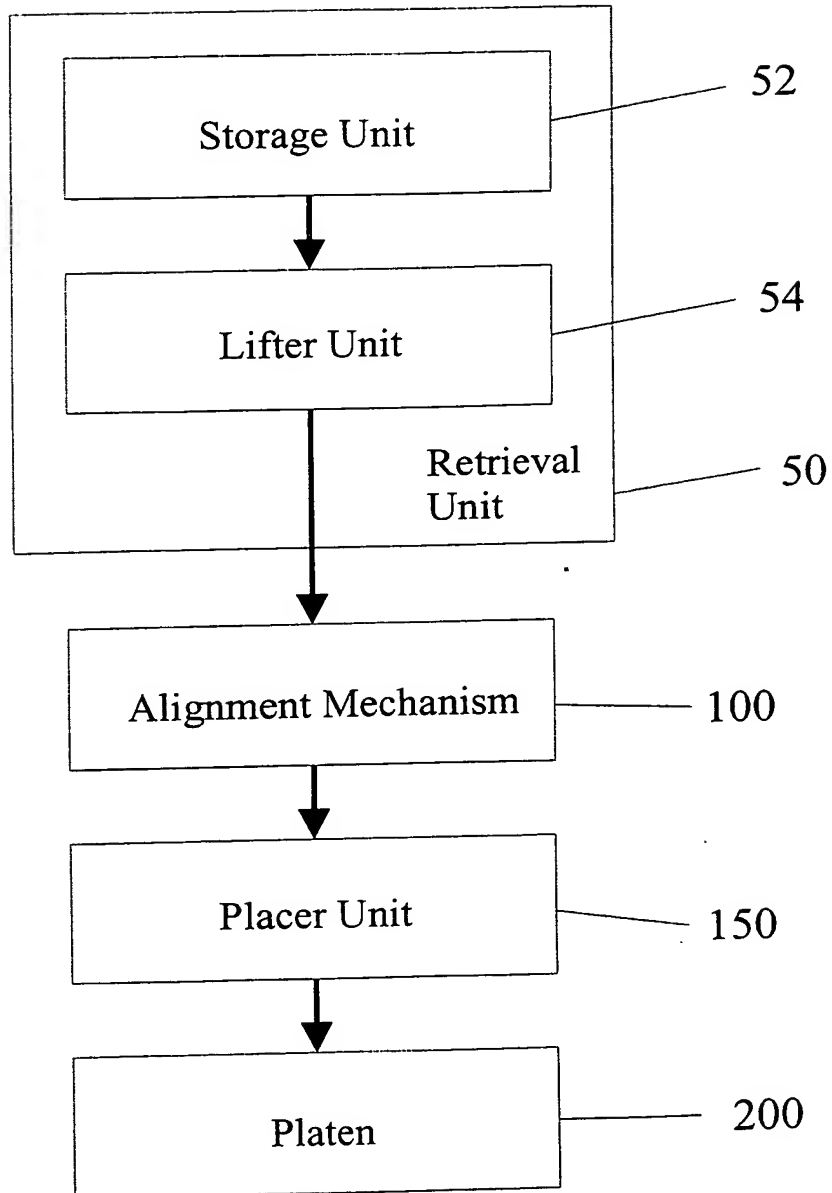 52
Storage Unit
54
Lifter Unit
Retrieval
Unit
50
Alignment Mechanism
100
Placer Unit
150
Platen
200